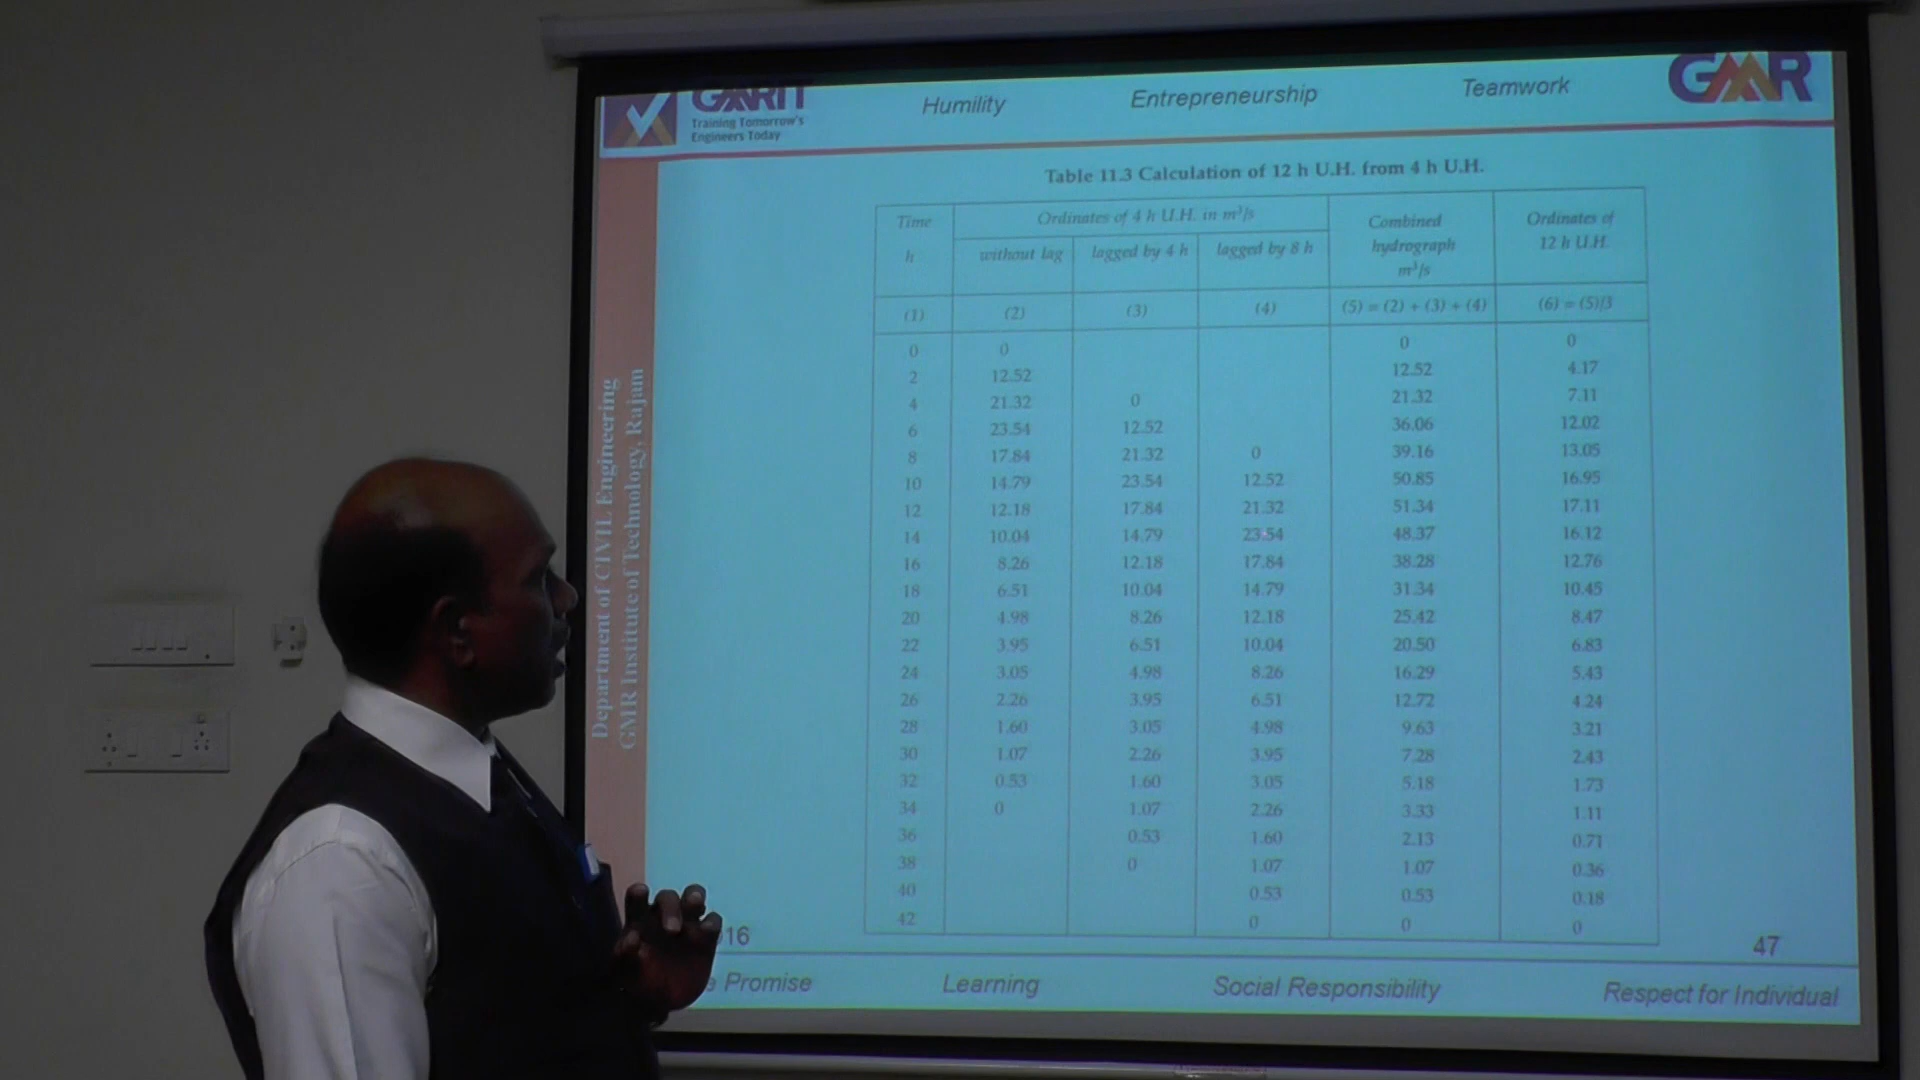 GMRIT
Training Tomorrow's
Engineers Today
Humility Entrepreneurship Teamwork
GMR
Department of CIVIL Engineering
GMR Institute of Technology, Rajam
Table 11.3 Calculation of 12 h U.H. from 4 h U.H.
Time Ordinates of 4 h U.H. in m³/s Combined Ordinates of
h without lag lagged by 4 h lagged by 8 h hydrograph 12 h U.H.
m³/s
(1) (2) (3) (4) (5) = (2) + (3) + (4) (6) = (5)/3
0 0 0 0
2 12.52 12.52 4.17
4 21.32 0 21.32 7.11
6 23.54 12.52 36.06 12.02
8 17.84 21.32 0 39.16 13.05
10 14.79 23.54 12.52 50.85 16.95
12 12.18 17.84 21.32 51.34 17.11
14 10.04 14.79 23.54 48.37 16.12
16 8.26 12.18 17.84 38.28 12.76
18 6.51 10.04 14.79 31.34 10.45
20 4.98 8.26 12.18 25.42 8.47
22 3.95 6.51 10.04 20.50 6.83
24 3.05 4.98 8.26 16.29 5.43
26 2.26 3.95 6.51 12.72 4.24
28 1.60 3.05 4.98 9.63 3.21
30 1.07 2.26 3.95 7.28 2.43
32 0.53 1.60 3.05 5.18 1.73
34 0 1.07 2.26 3.33 1.11
36 0.53 1.60 2.13 0.71
38 0 1.07 1.07 0.36
40 0.53 0.53 0.18
42 0 0 0
16 47
Promise Learning Social Responsibility Respect for Individual